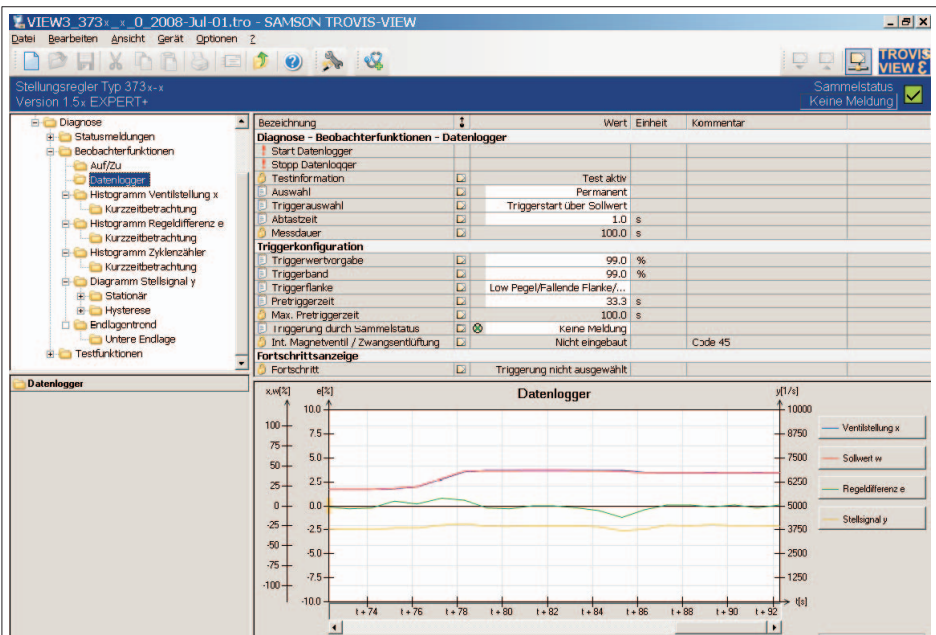 VIEW3_373x_x_0_2008-Jul-01.tro - SAMSON TROVIS-VIEW
Datei Bearbeiten Ansicht Gerät Optionen ?
TROVIS
VIEW 3
Stellungsregler Typ 373x-x
Version 1.5x EXPERT+
Sammelstatus
Keine Meldung
Diagnose
Statusmeldungen
Beobachterfunktionen
Auf/Zu
Datenlogger
Histogramm Ventilstellung x
Kurzzeitbetrachtung
Histogramm Regeldifferenz e
Kurzzeitbetrachtung
Histogramm Zyklenzähler
Kurzzeitbetrachtung
Diagramm Stellsignal y
Stationär
Hysterese
Endlagentrond
Untere Endlage
Testfunktionen
Bezeichnung Wert Einheit Kommentar
Diagnose - Beobachterfunktionen - Datenlogger
Start Datenlogger
Stopp Datenlogger
Testinformation Test aktiv
Auswahl Permanent
Triggerauswahl Triggerstart über Sollwert
Abtastzeit 1.0 s
Messdauer 100.0 s
Triggerkonfiguration
Triggerwertvorgabe 99.0 %
Triggerband 99.0 %
Triggerflanke Low Pegel/Fallende Flanke/...
Pretriggerzeit 33.3 s
Max. Pretriggerzeit 100.0 s
Triggerung durch Sammelstatus Keine Meldung
Int. Magnetventil / Zwangsentlüftung Nicht eingebaut Code 45
Fortschrittsanzeige
Fortschritt Triggerung nicht ausgewählt
Datenlogger
x,w[%] e[%] Datenlogger y[1/s]
10.0 10000
100 7.5 8750
75
50 5.0 7500
25 2.5 6250
0 0.0 5000
-25 -2.5 3750
-50 -5.0 2500
-75 -7.5 1250
-100 -10.0 0
t + 74 t + 76 t + 78 t + 80 t + 82 t + 84 t + 86 t + 88 t + 90 t + 92 t[s]
Ventilstellung x
Sollwert w
Regeldifferenz e
Stellsignal y